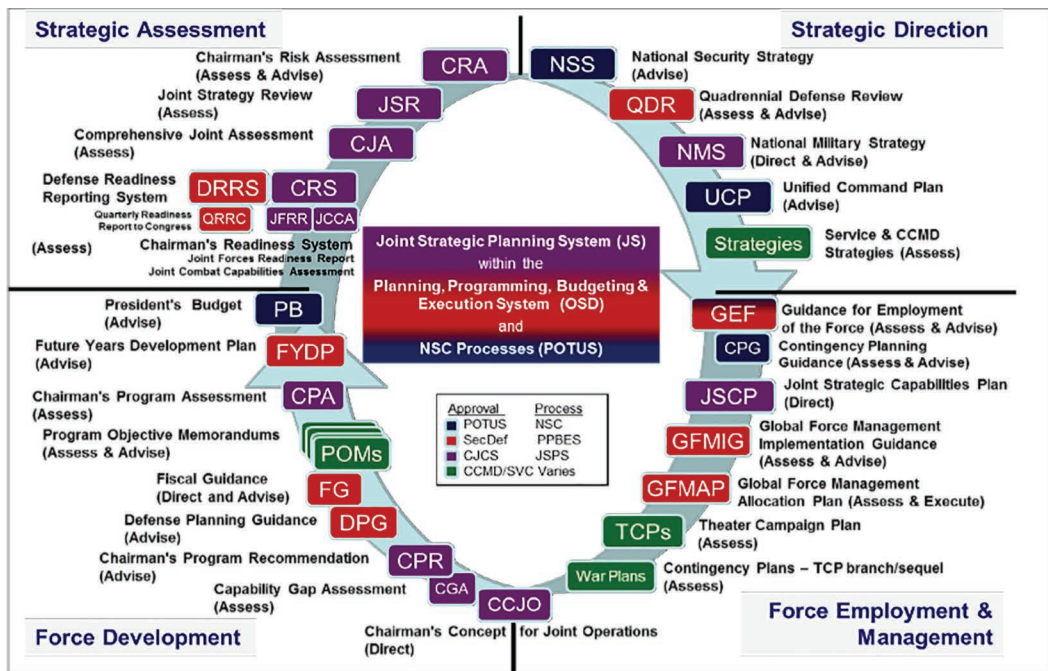 Strategic Assessment
Chairman's Risk Assessment
(Assess & Advise)
CRA
Joint Strategy Review
(Assess)
JSR
Comprehensive Joint Assessment
(Assess)
CJA
Defense Readiness
Reporting System
DRRS
CRS
Quarterly Readiness
Report to Congress
QRRC
JFRR
JCCA
(Assess)
Chairman's Readiness System
Joint Forces Readiness Report
Joint Combat Capabilities Assessment
Strategic Direction
NSS
National Security Strategy
(Advise)
QDR
Quadrennial Defense Review
(Assess & Advise)
NMS
National Military Strategy
(Direct & Advise)
UCP
Unified Command Plan
(Advise)
Strategies
Service & CCMD
Strategies (Assess)
Joint Strategic Planning System (JS)
within the
Planning, Programming, Budgeting &
Execution System (OSD)
and
NSC Processes (POTUS)
Approval Process
POTUS NSC
SecDef PPBES
CJCS JSPS
CCMD/SVC Varies
President's Budget
(Advise)
PB
Future Years Development Plan
(Advise)
FYDP
Chairman's Program Assessment
(Assess)
CPA
Program Objective Memorandums
(Assess & Advise)
POMs
Fiscal Guidance
(Direct and Advise)
FG
Defense Planning Guidance
(Advise)
DPG
Chairman's Program Recommendation
(Advise)
CPR
Capability Gap Assessment
(Assess)
CGA
CCJO
Chairman's Concept for Joint Operations
(Direct)
Force Development
GEF
Guidance for Employment
of the Force (Assess & Advise)
CPG
Contingency Planning
Guidance (Assess & Advise)
JSCP
Joint Strategic Capabilities Plan
(Direct)
GFMIG
Global Force Management
Implementation Guidance
(Assess & Advise)
GFMAP
Global Force Management
Allocation Plan (Assess & Execute)
TCPs
Theater Campaign Plan
(Assess)
War Plans
Contingency Plans – TCP branch/sequel
(Assess)
Force Employment &
Management